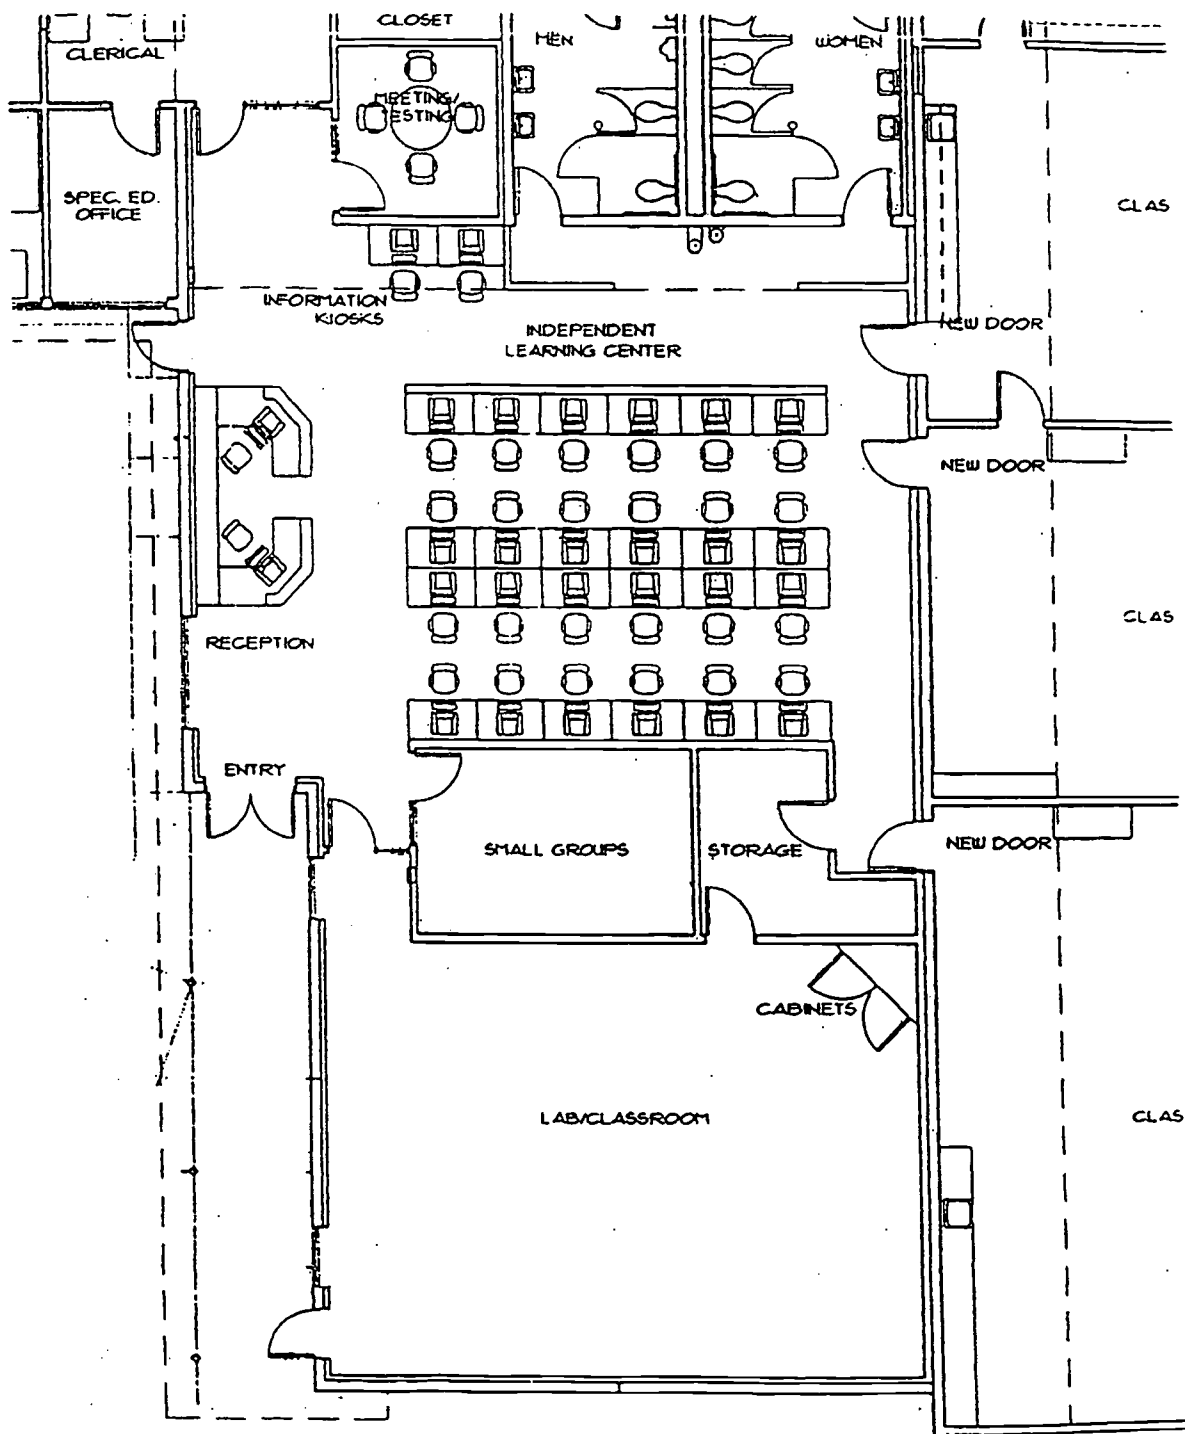 CLOSET
MEN
WOMEN
CLERICAL
MEETING/
TESTING
SPEC. ED.
OFFICE
CLAS
INFORMATION
KIOSKS
INDEPENDENT
LEARNING CENTER
NEW DOOR
NEW DOOR
CLAS
RECEPTION
ENTRY
SMALL GROUPS
STORAGE
NEW DOOR
CABINETS
LAB/CLASSROOM
CLAS